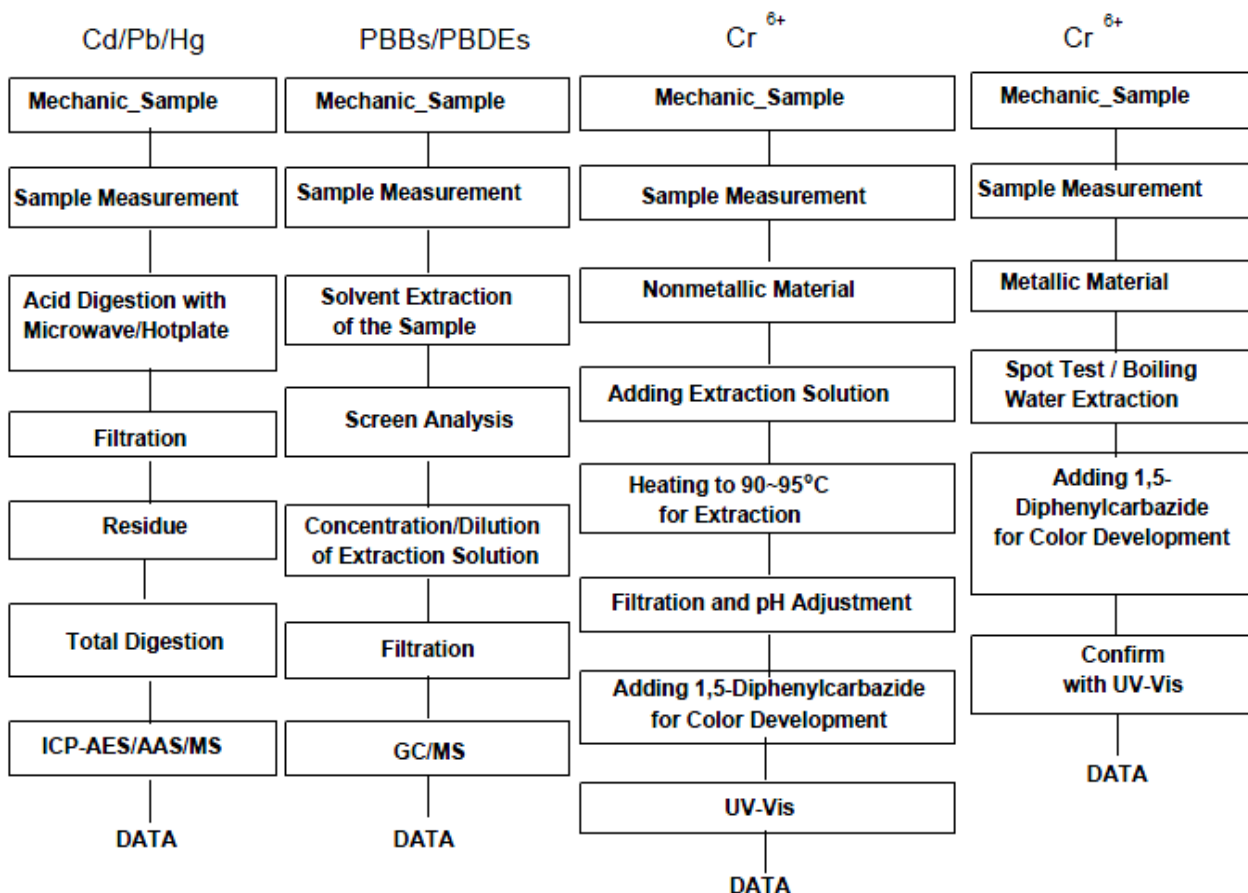 Cd/Pb/Hg
Mechanic_Sample
Sample Measurement
Acid Digestion with
Microwave/Hotplate
Filtration
Residue
Total Digestion
ICP-AES/AAS/MS
DATA
PBBs/PBDEs
Mechanic_Sample
Sample Measurement
Solvent Extraction
of the Sample
Screen Analysis
Concentration/Dilution
of Extraction Solution
Filtration
GC/MS
DATA
Cr 6+
Mechanic_Sample
Sample Measurement
Nonmetallic Material
Adding Extraction Solution
Heating to 90~95°C
for Extraction
Filtration and pH Adjustment
Adding 1,5-Diphenylcarbazide
for Color Development
UV-Vis
DATA
Cr 6+
Mechanic_Sample
Sample Measurement
Metallic Material
Spot Test / Boiling
Water Extraction
Adding 1,5-
Diphenylcarbazide
for Color Development
Confirm
with UV-Vis
DATA